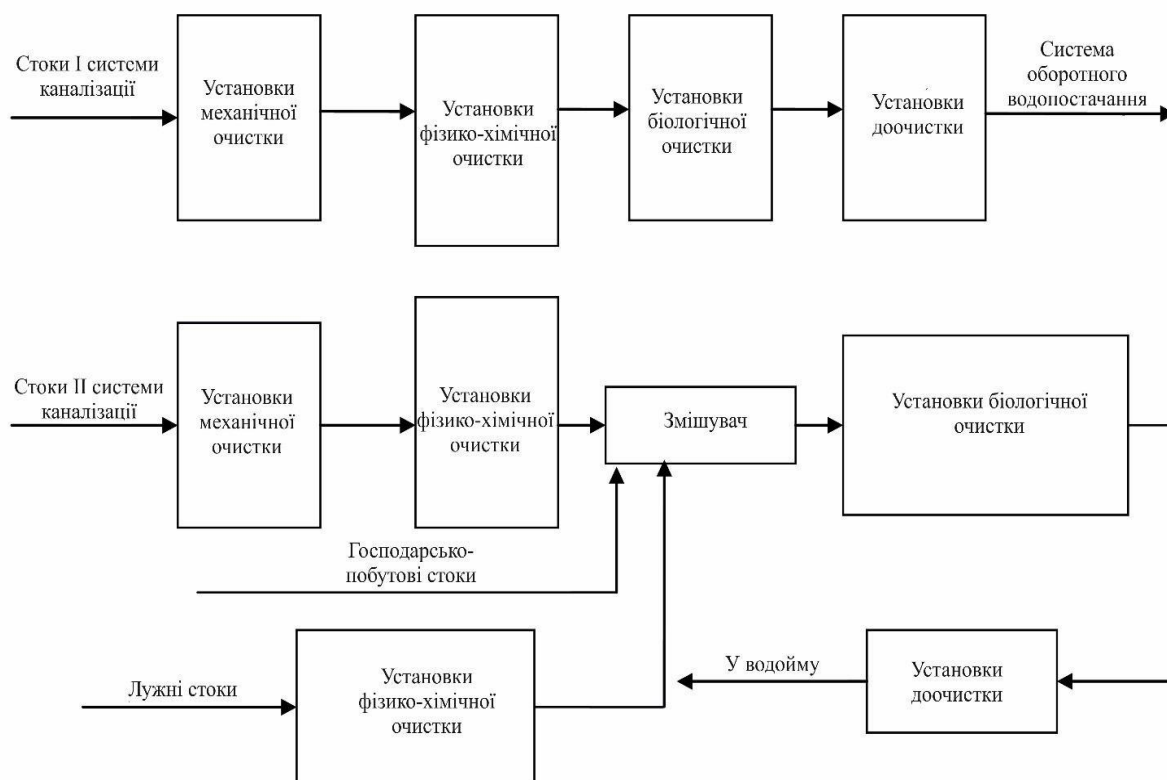 Стоки І системи
каналізації
Установки
механічної
очистки
Установки
фізико-хімічної
очистки
Установки
біологічної
очистки
Установки
доочистки
Система
оборотного
водопостачання
Стоки ІІ системи
каналізації
Установки
механічної
очистки
Установки
фізико-хімічної
очистки
Змішувач
Установки біологічної
очистки
Господарсько-
побутові стоки
Лужні стоки
Установки
фізико-хімічної
очистки
У водойму
Установки
доочистки